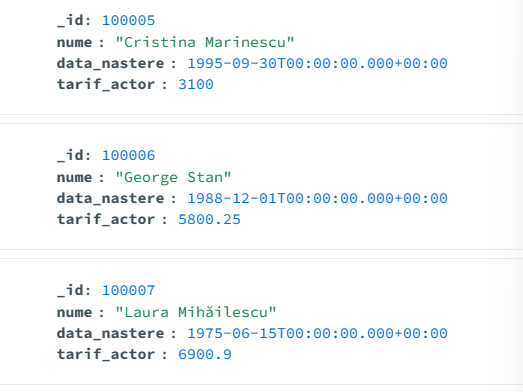 _id: 100005
nume : "Cristina Marinescu"
data_nastere : 1995-09-30T00:00:00.000+00:00
tarif_actor : 3100
_id: 100006
nume : "George Stan"
data_nastere : 1988-12-01T00:00:00.000+00:00
tarif_actor : 5800.25
_id: 100007
nume : "Laura Mihăilescu"
data_nastere : 1975-06-15T00:00:00.000+00:00
tarif_actor : 6900.9